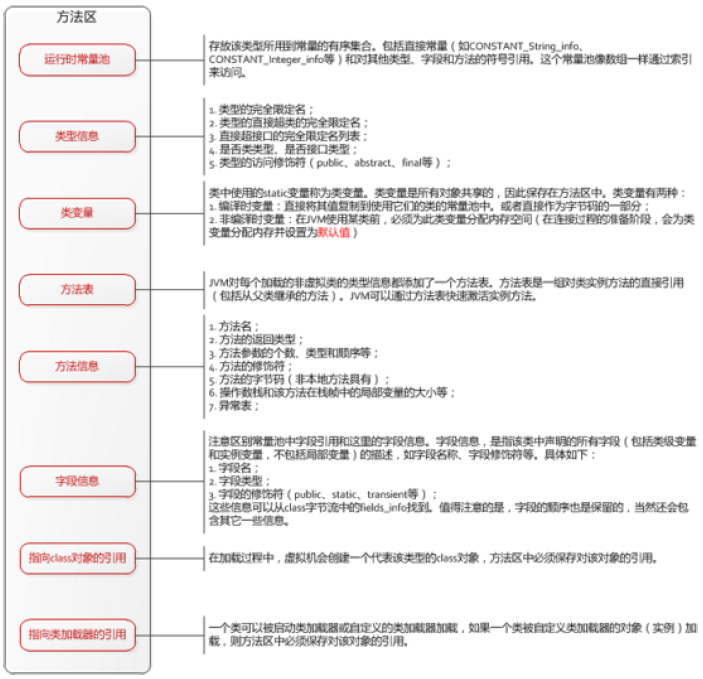 方法区
运行时常量池
存放该类型所用到常量的有序集合。包括直接常量（如CONSTANT_String_info、
CONSTANT_Integer_info等）和对其他类型、字段和方法的符号引用。这个常量池像数组一样通过索引
来访问。
类型信息
1. 类型的完全限定名；
2. 类型的直接超类的完全限定名；
3. 直接超接口的完全限定名列表；
4. 是否类类型、是否接口类型；
5. 类型的访问修饰符（public、abstract、final等）；
类变量
类中使用的static变量称为类变量。类变量是所有对象共享的，因此保存在方法区中。类变量有两种：
1. 编译时变量：直接将其值复制到使用它们的类的常量池中。或者直接作为字节码的一部分；
2. 非编译时变量：在JVM使用某类前，必须为此类变量分配内存空间（在连接过程的准备阶段，会为类
变量分配内存并设置为默认值）
方法表
JVM对每个加载的非虚拟类的类型信息都添加了一个方法表。方法表是一组对类实例方法的直接引用
（包括从父类继承的方法）。JVM可以通过方法表快速激活实例方法。
方法信息
1. 方法名；
2. 方法的返回类型；
3. 方法参数的个数、类型和顺序等；
4. 方法的修饰符；
5. 方法的字节码（非本地方法具有）；
6. 操作数栈和该方法在栈帧中的局部变量的大小等；
7. 异常表；
字段信息
注意区别常量池中字段引用和这里的字段信息。字段信息，是指该类中声明的所有字段（包括类级变量
和实例变量，不包括局部变量）的描述，如字段名称、字段修饰符等。具体如下：
1. 字段名；
2. 字段类型；
3. 字段的修饰符（public、static、transient等）；
这些信息可以从class字节流中的fields_info找到。值得注意的是，字段的顺序也是保留的，当然还会包
含其它一些信息。
指向class对象的引用
在加载过程中，虚拟机会创建一个代表该类型的class对象，方法区中必须保存对该对象的引用。
指向类加载器的引用
一个类可以被启动类加载器或自定义的类加载器加载，如果一个类被自定义类加载器的对象（实例）加
载，则方法区中必须保存对该对象的引用。